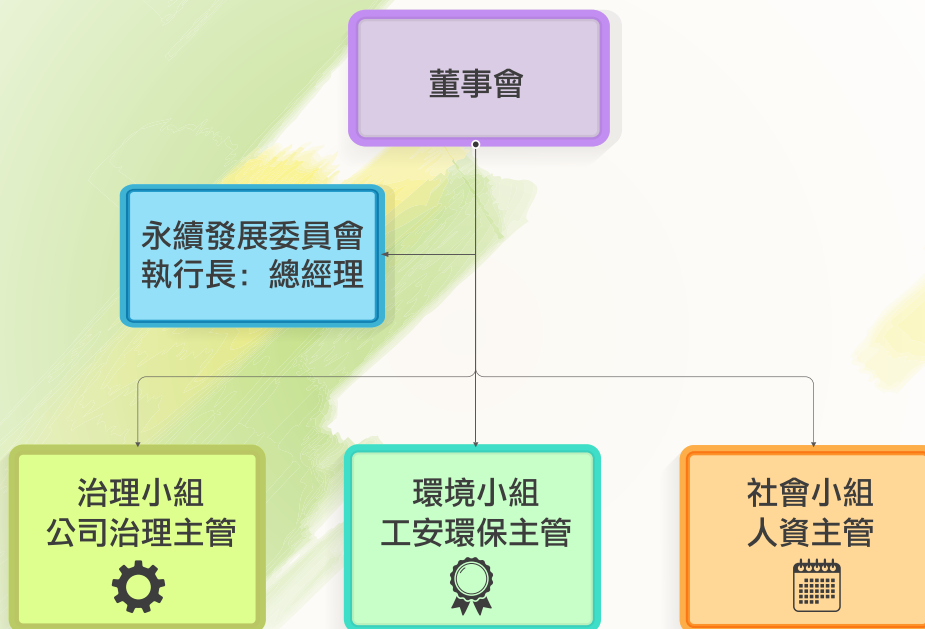 董事會
永續發展委員會
執行長：總經理
治理小組
公司治理主管
環境小組
工安環保主管
社會小組
人資主管